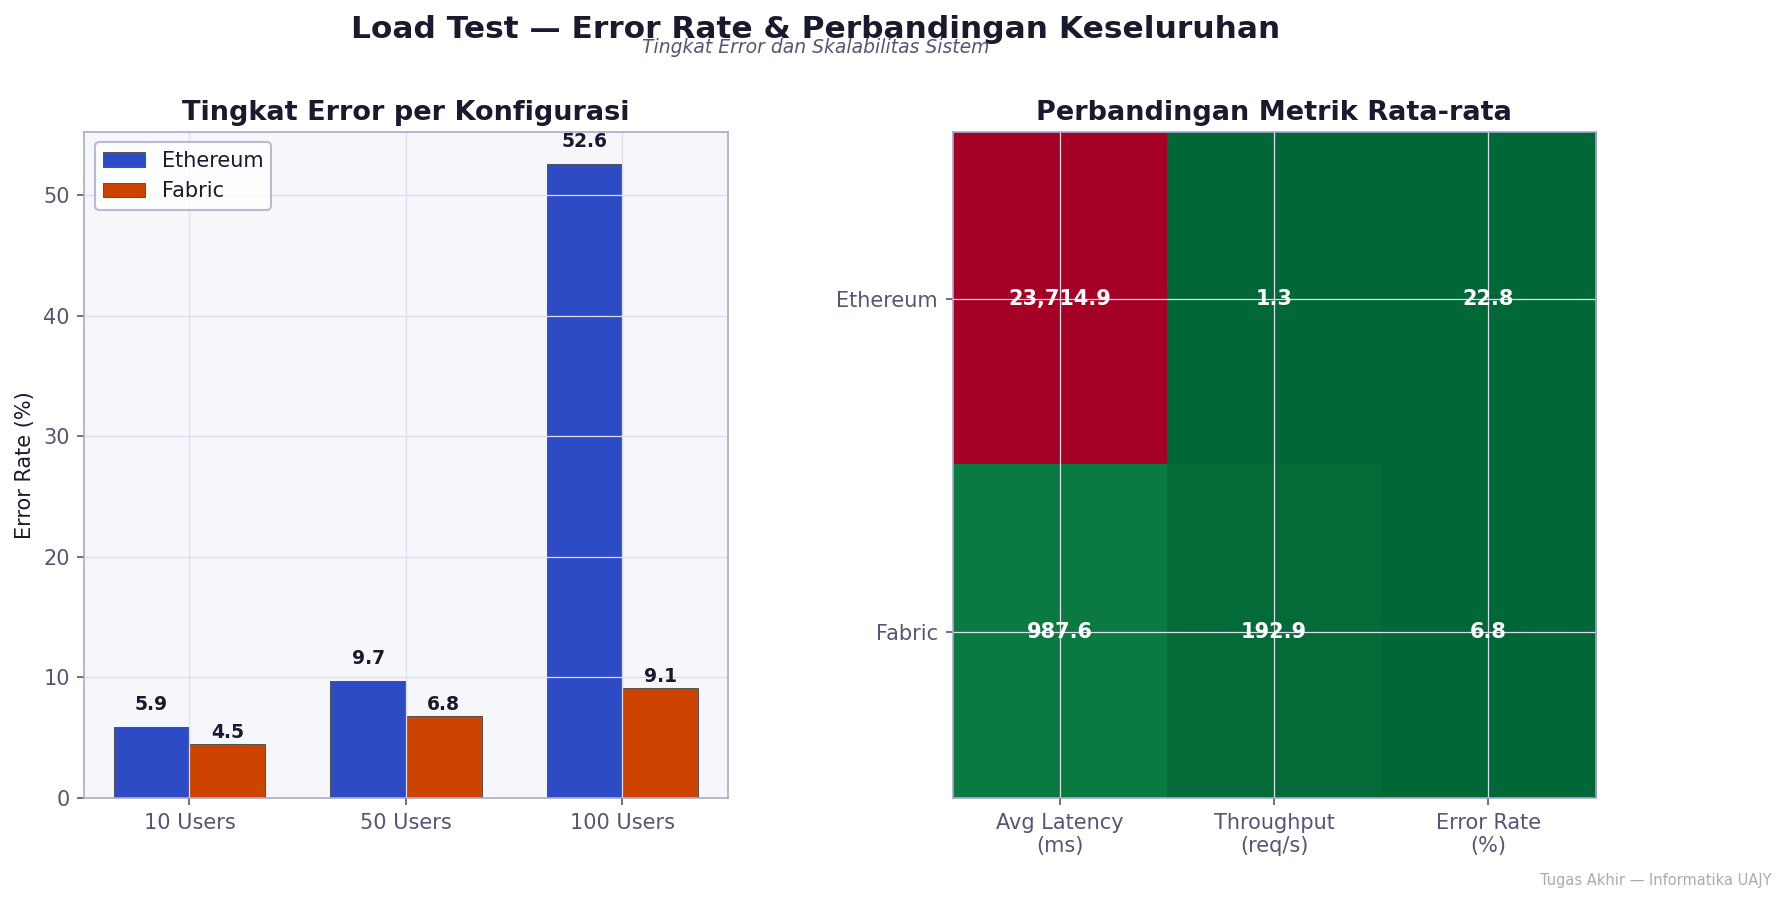 Load Test — Error Rate & Perbandingan Keseluruhan
Tingkat Error dan Skalabilitas Sistem
Tingkat Error per Konfigurasi
Ethereum
Fabric
52.6
9.7
9.1
5.9
6.8
4.5
Error Rate (%)
50
40
30
20
10
0
10 Users
50 Users
100 Users
Perbandingan Metrik Rata-rata
Ethereum
23,714.9
1.3
22.8
Fabric
987.6
192.9
6.8
Avg Latency
(ms)
Throughput
(req/s)
Error Rate
(%)
Tugas Akhir — Informatika UAJY